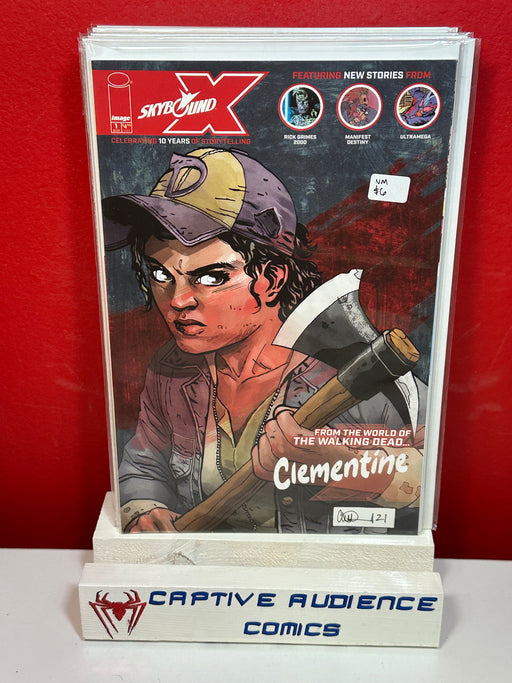 FEATURING NEW STORIES FROM
SKYBOUND X
image
1
CELEBRATING 10 YEARS OF STORYTELLING
RICK GRIMES
2000
MANIFEST
DESTINY
ULTRAMEGA
NM
$6
D
FROM THE WORLD OF
THE WALKING DEAD...
Clementine
121
CAPTIVE AUDIENCE
COMICS